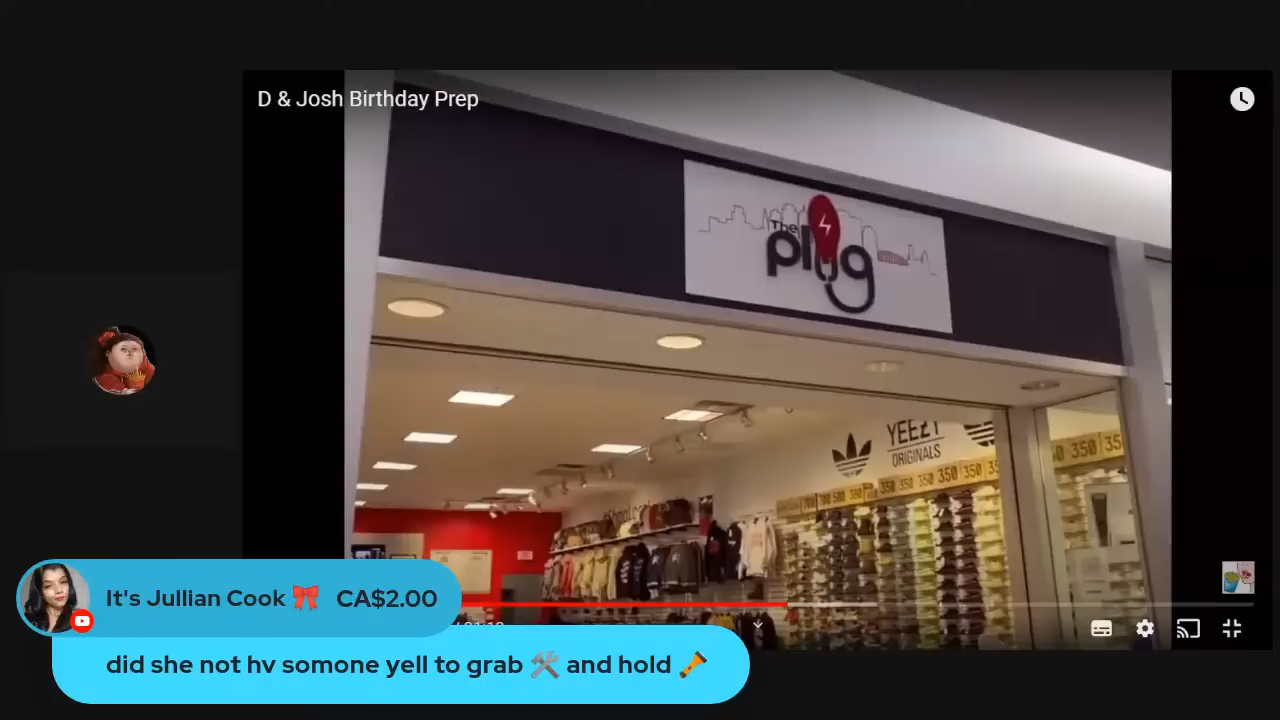 D & Josh Birthday Prep
The
plug
YEEZY
ORIGINALS
350 350 350 350
It's Jullian Cook 🎀 CA$2.00
did she not hv somone yell to grab 🛠️ and hold 🔦